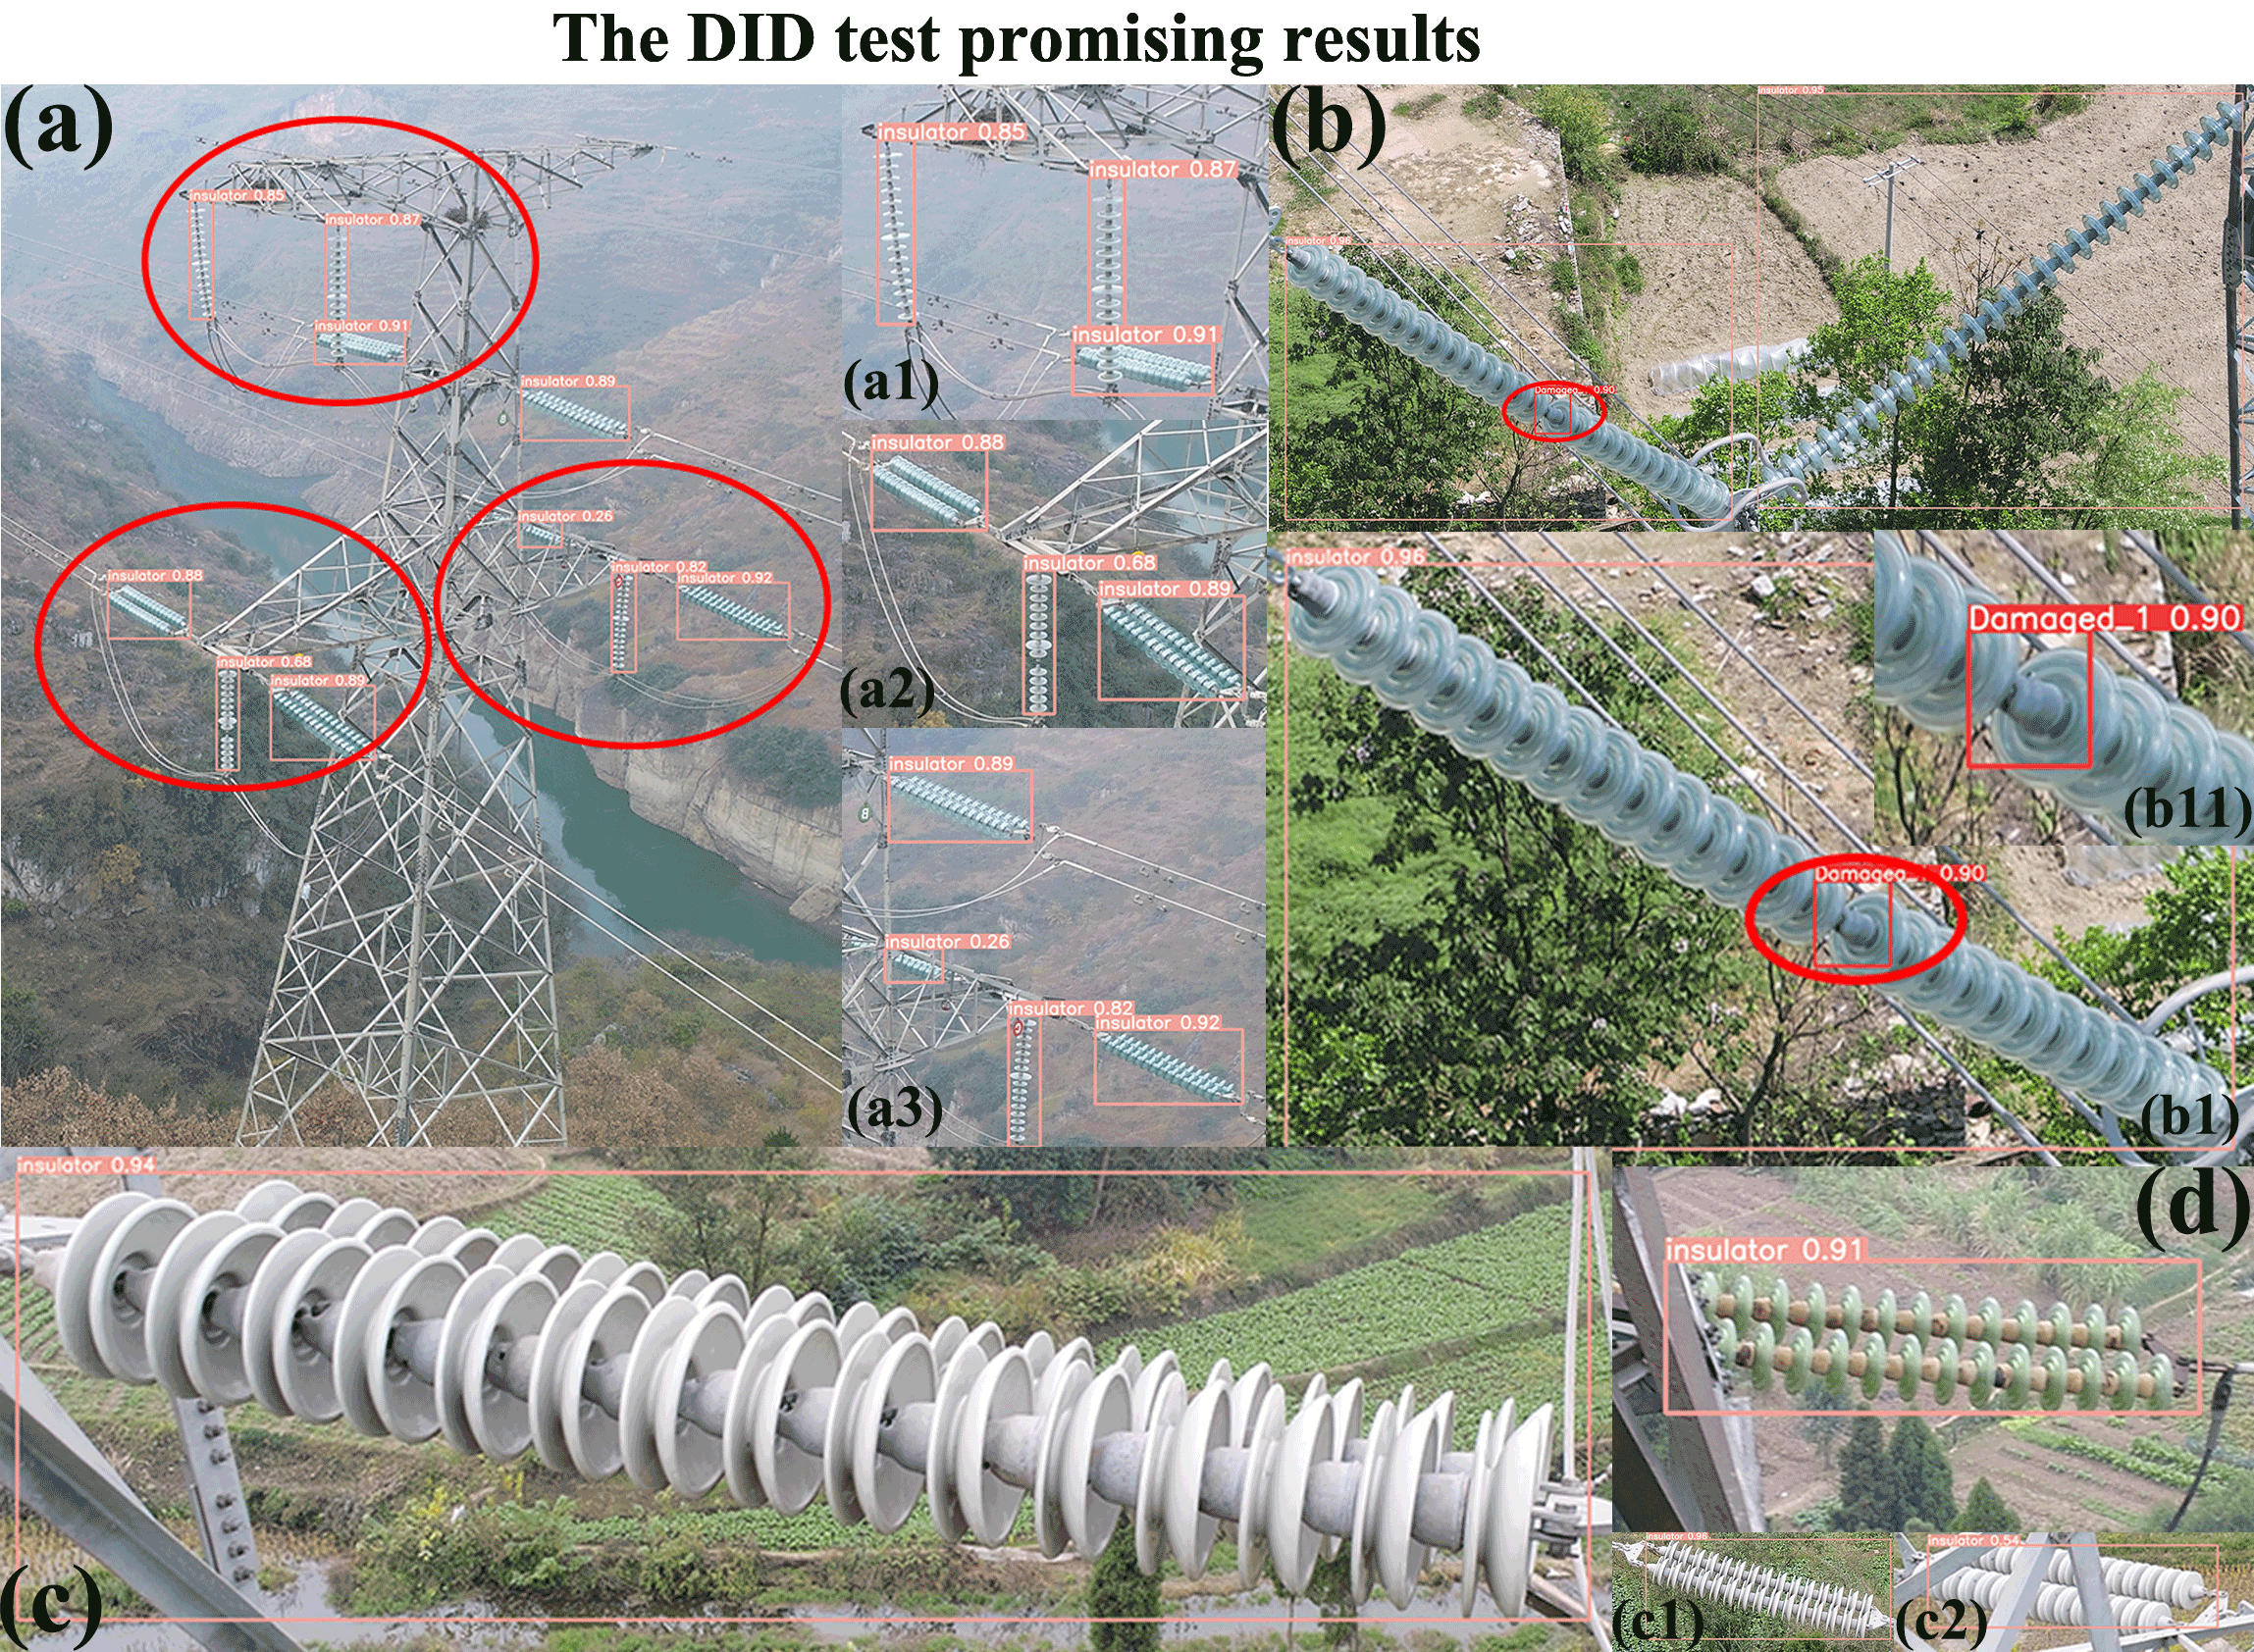 The DID test promising results
(a)
insulator 0.85
insulator 0.87
insulator 0.91
insulator 0.89
insulator 0.26
insulator 0.82
insulator 0.92
insulator 0.88
insulator 0.68
insulator 0.89
insulator 0.85
insulator 0.87
insulator 0.91
(a1)
insulator 0.88
insulator 0.68
insulator 0.89
(a2)
insulator 0.89
8
insulator 0.26
insulator 0.82
insulator 0.92
(a3)
(b)
insulator 0.95
insulator 0.96
Damaged_1 0.90
insulator 0.96
Damaged_1 0.90
(b1)
Damaged_1 0.90
(b11)
insulator 0.94
(c)
(d)
insulator 0.91
insulator 0.96
(c1)
insulator 0.54
(c2)